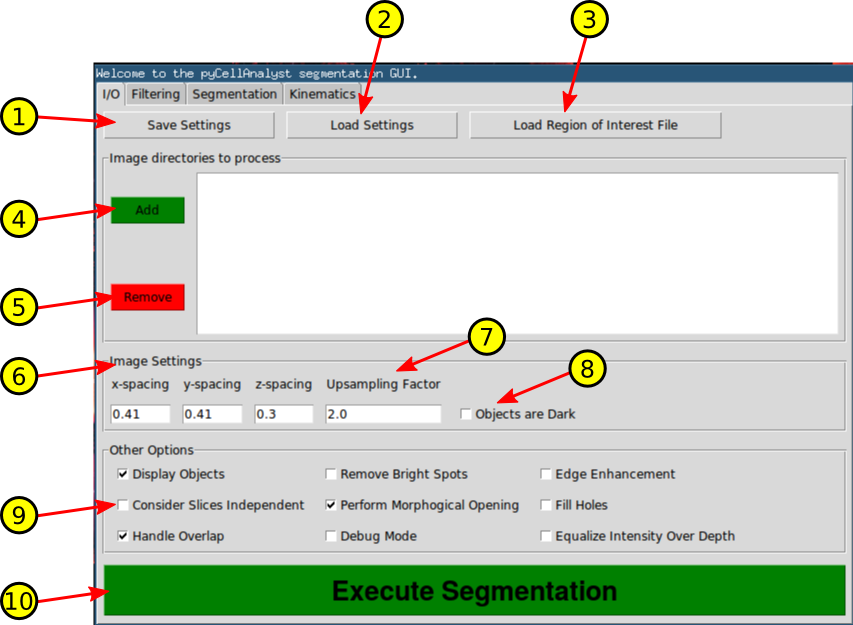 2
3
Welcome to the pyCellAnalyst segmentation GUI.
I/O Filtering Segmentation Kinematics
1 Save Settings Load Settings Load Region of Interest File
Image directories to process
4 Add
5 Remove
7
6 Image Settings
8
x-spacing y-spacing z-spacing Upsampling Factor
0.41 0.41 0.3 2.0 Objects are Dark
Other Options
Display Objects Remove Bright Spots Edge Enhancement
9 Consider Slices Independent Perform Morphogical Opening Fill Holes
Handle Overlap Debug Mode Equalize Intensity Over Depth
10 Execute Segmentation